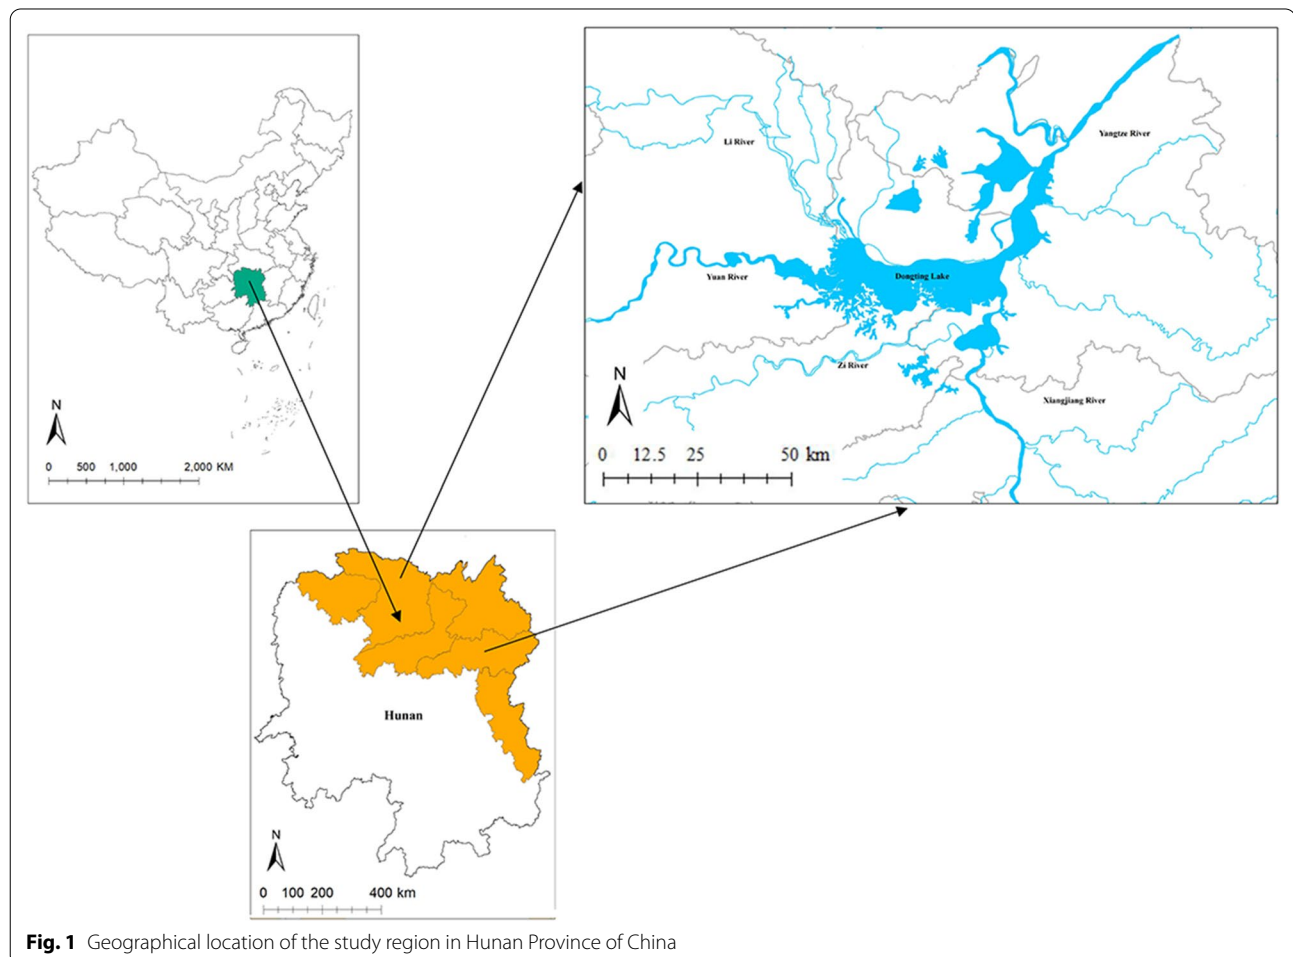 N
0 500 1,000 2,000 KM
Li River
Yangtze River
Yuan River
Dongting Lake
Zi River
Xiangjiang River
N
0 12.5 25 50 km
Hunan
N
0 100 200 400 km
Fig. 1 Geographical location of the study region in Hunan Province of China